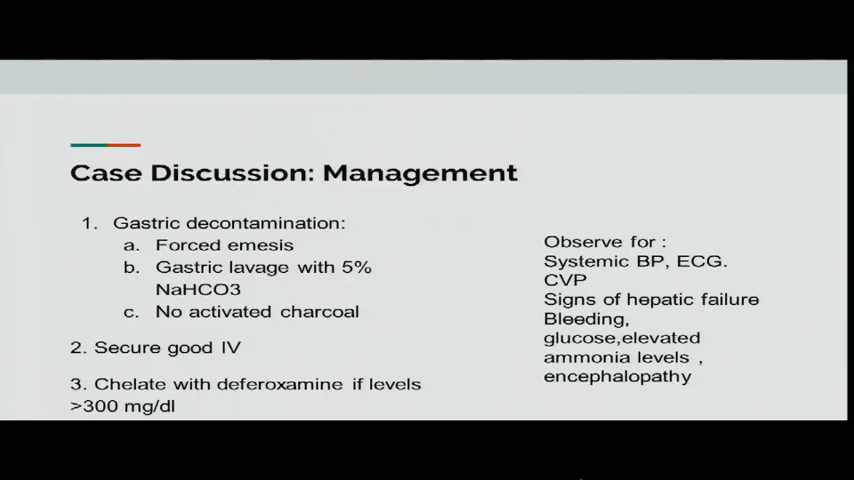 Case Discussion: Management
1. Gastric decontamination:
a. Forced emesis
b. Gastric lavage with 5%
NaHCO3
c. No activated charcoal
2. Secure good IV
3. Chelate with deferoxamine if levels
>300 mg/dl
Observe for :
Systemic BP, ECG.
CVP
Signs of hepatic failure
Bleeding,
glucose,elevated
ammonia levels ,
encephalopathy